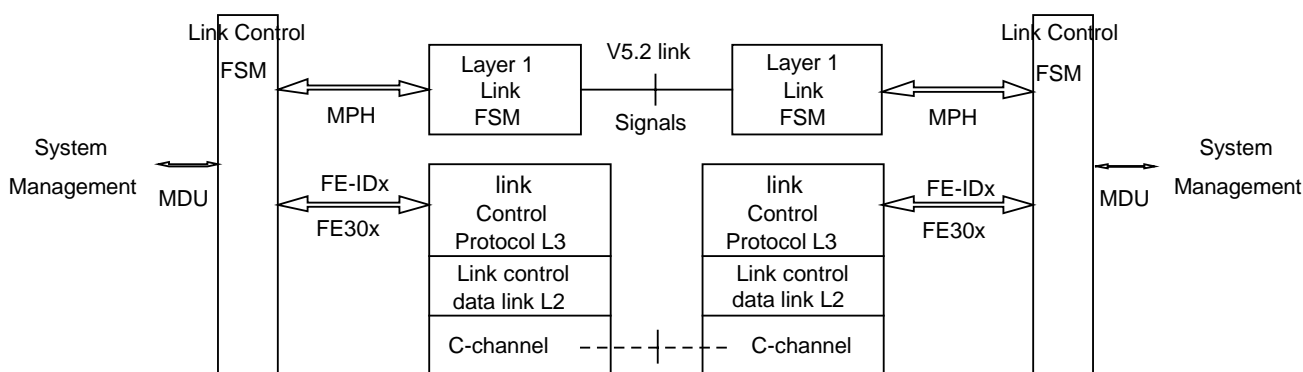 Link Control
FSM
Layer 1
Link
FSM
MPH
V5.2 link
Signals
Layer 1
Link
FSM
MPH
Link Control
FSM
System
Management
MDU
FE-IDx
FE30x
link
Control
Protocol L3
Link control
data link L2
C-channel
link
Control
Protocol L3
Link control
data link L2
C-channel
FE-IDx
FE30x
MDU
System
Management